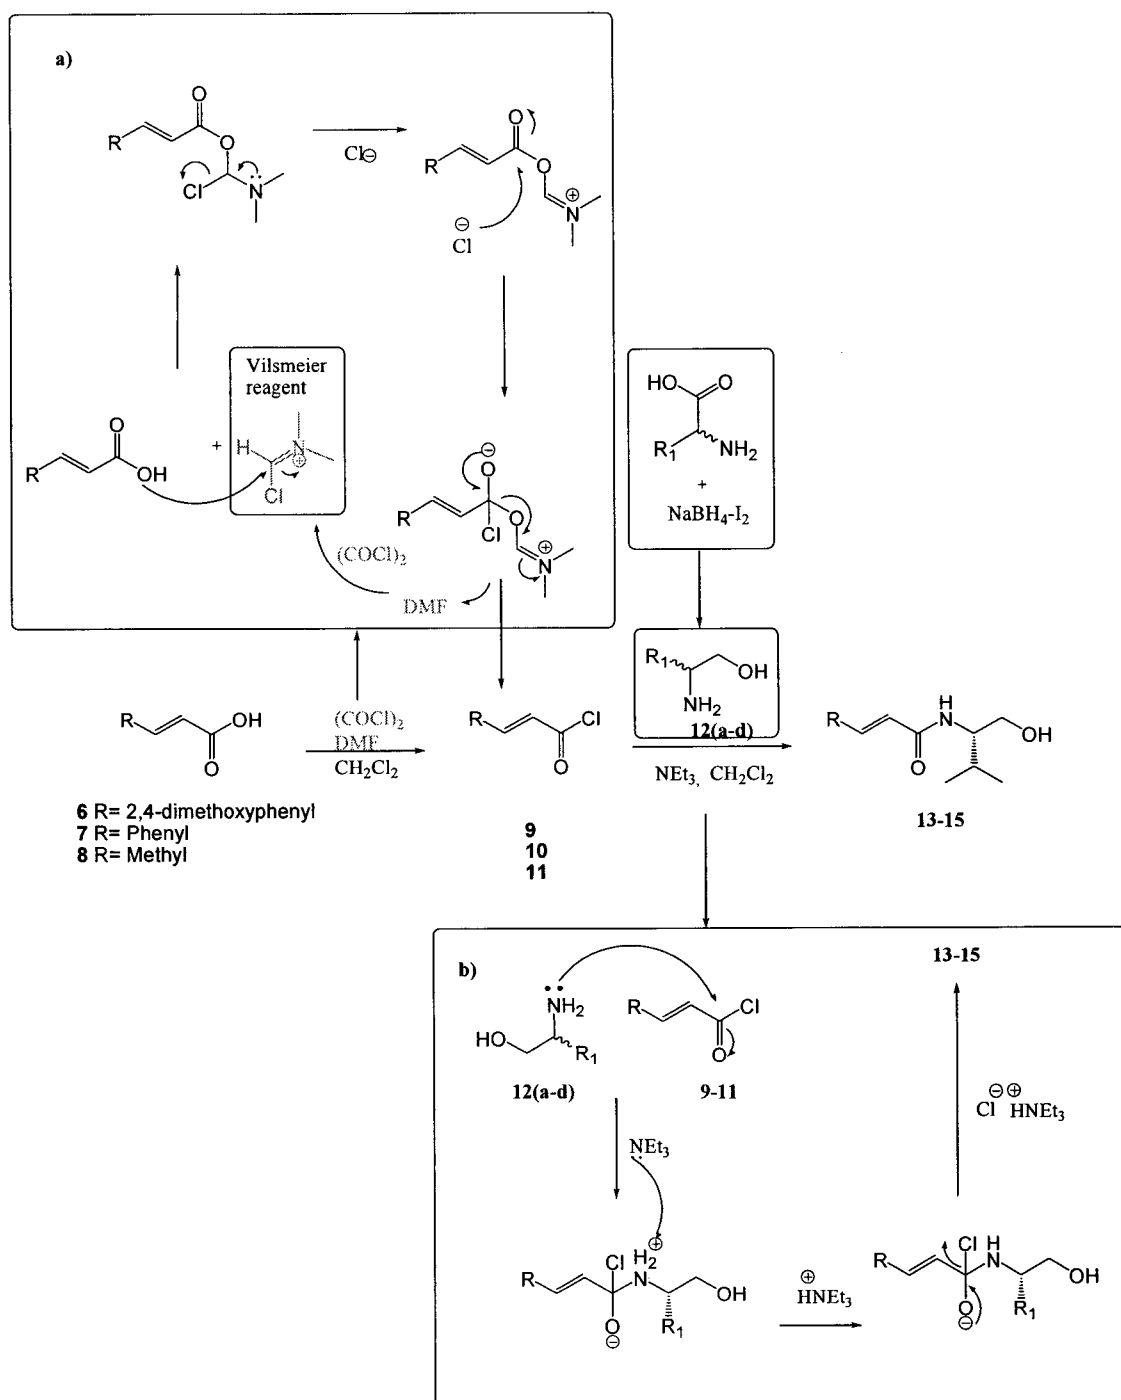 a)
O
R
O
Cl
N
Cl⊖
O
R
O
⊕
N
⊖
Cl
Vilsmeier
reagent
O
R
OH
+
H
N
⊕
Cl
HO
O
R1
NH2
+
NaBH4-I2
⊖
O
R
O
Cl
⊕
N
(COCl)2
DMF
R
OH
O
(COCl)2
DMF
CH2Cl2
R
Cl
O
R1
OH
NH2
12(a-d)
NEt3, CH2Cl2
R
H
N
O
OH
6 R= 2,4-dimethoxyphenyl
7 R= Phenyl
8 R= Methyl
9
10
11
13-15
b)
NH2
HO
R1
12(a-d)
R
Cl
O
9-11
13-15
NEt3
⊖ ⊕
Cl HNEt3
R
Cl
H2
⊕
N
OH
O
⊖
R1
⊕
HNEt3
R
Cl
H
N
OH
O
⊖
R1